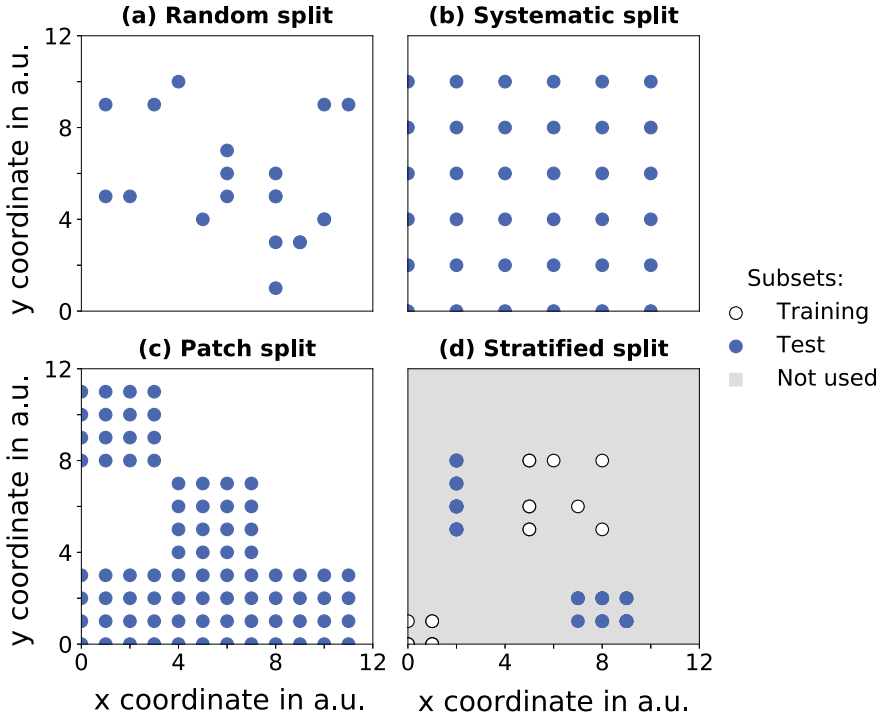 (a) Random split
(b) Systematic split
12
8
4
0
y coordinate in a.u.
Subsets:
Training
Test
Not used
(c) Patch split
(d) Stratified split
12
8
4
0
y coordinate in a.u.
0 4 8 12
0 4 8 12
x coordinate in a.u.
x coordinate in a.u.